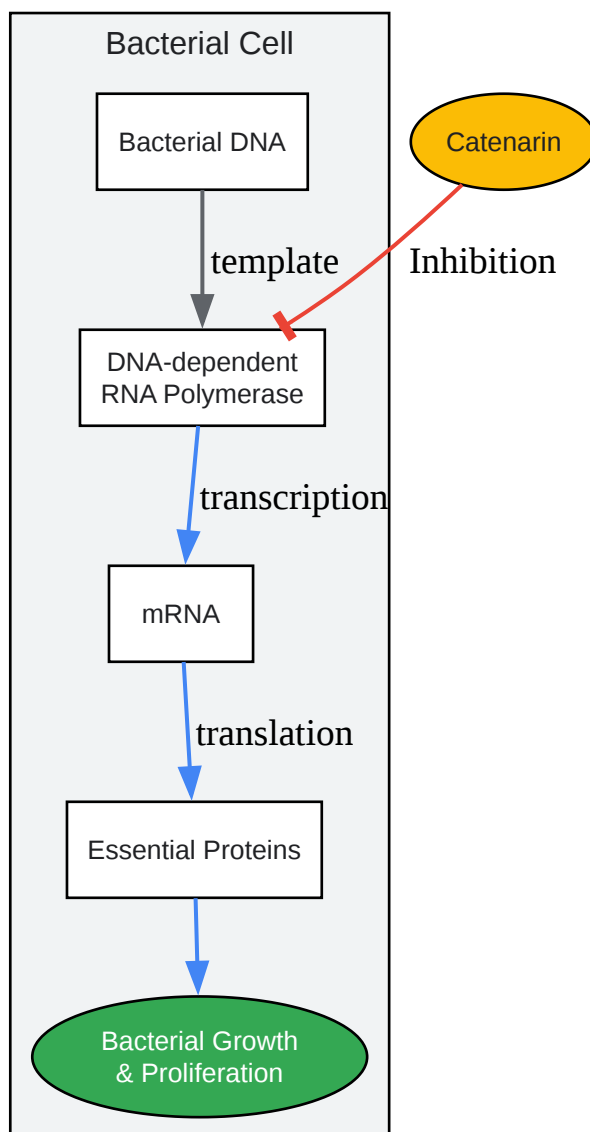 Bacterial Cell
Bacterial DNA
Catenarin
template
Inhibition
DNA-dependent
RNA Polymerase
transcription
mRNA
translation
Essential Proteins
Bacterial Growth
& Proliferation